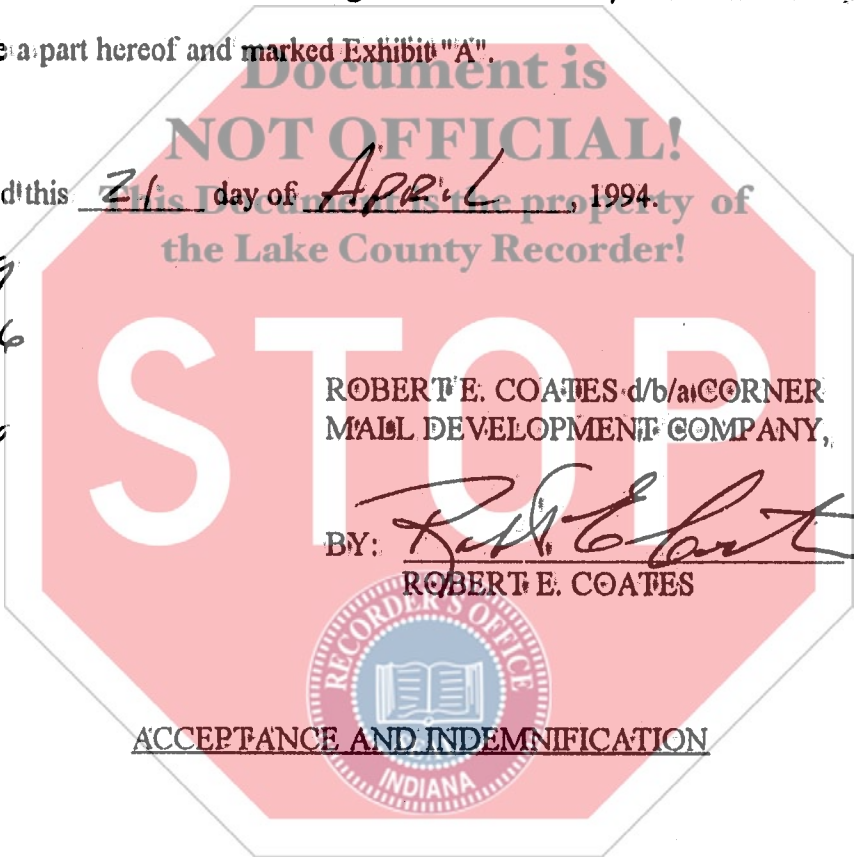 a part hereof and marked Exhibit "A".
Document is
NOT OFFICIAL!
this 21 day of APRIL, 1994.
This Document is the property of
the Lake County Recorder!
STOP
ROBERT E. COATES d/b/a CORNER
MALL DEVELOPMENT COMPANY,
BY: Robt E Coates
ROBERT E. COATES
RECORDER'S OFFICE
ACCEPTANCE AND INDEMNIFICATION
INDIANA